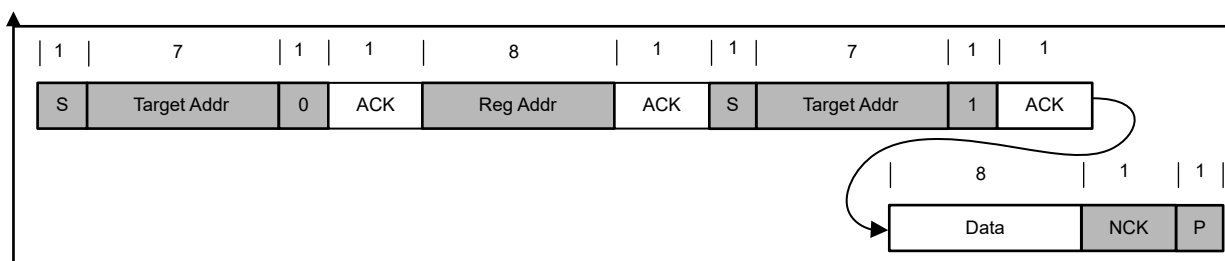 1 7 1 1 8 1 1 7 1 1
S Target Addr 0 ACK Reg Addr ACK S Target Addr 1 ACK
8 1 1
Data NCK P